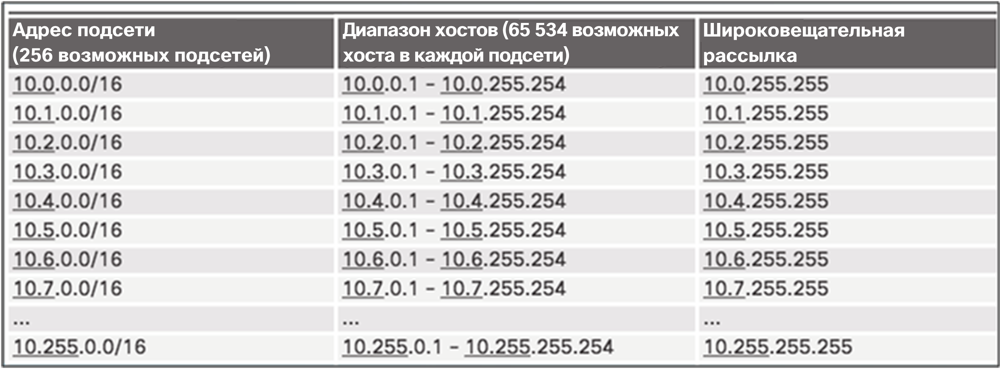 Адрес подсети
(256 возможных подсетей)
Диапазон хостов (65 534 возможных
хоста в каждой подсети)
Широковещательная
рассылка
10.0.0.0/16 10.0.0.1 – 10.0.255.254 10.0.255.255
10.1.0.0/16 10.1.0.1 – 10.1.255.254 10.1.255.255
10.2.0.0/16 10.2.0.1 – 10.2.255.254 10.2.255.255
10.3.0.0/16 10.3.0.1 – 10.3.255.254 10.3.255.255
10.4.0.0/16 10.4.0.1 – 10.4.255.254 10.4.255.255
10.5.0.0/16 10.5.0.1 – 10.5.255.254 10.5.255.255
10.6.0.0/16 10.6.0.1 – 10.6.255.254 10.6.255.255
10.7.0.0/16 10.7.0.1 – 10.7.255.254 10.7.255.255
... ... ...
10.255.0.0/16 10.255.0.1 – 10.255.255.254 10.255.255.255